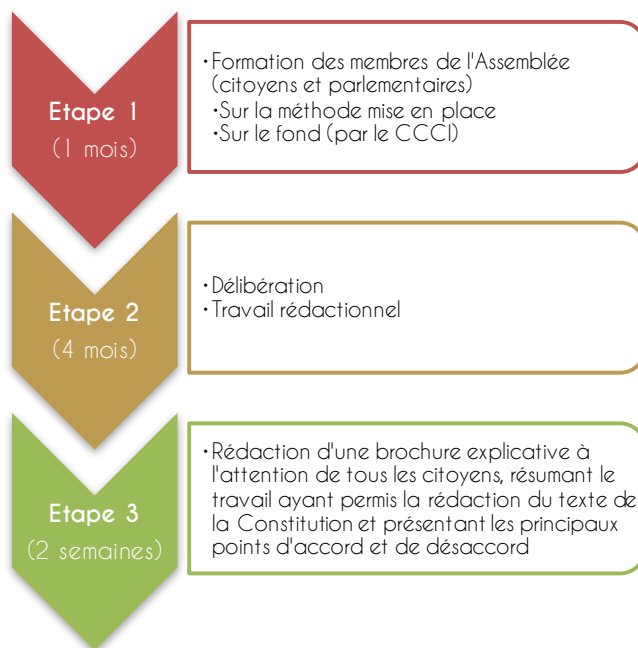 Etape 1
(1 mois)
•Formation des membres de l'Assemblée
(citoyens et parlementaires)
•Sur la méthode mise en place
•Sur le fond (par le CCCI)
Etape 2
(4 mois)
•Délibération
•Travail rédactionnel
Etape 3
(2 semaines)
•Rédaction d'une brochure explicative à
l'attention de tous les citoyens, résumant le
travail ayant permis la rédaction du texte de
la Constitution et présentant les principaux
points d'accord et de désaccord